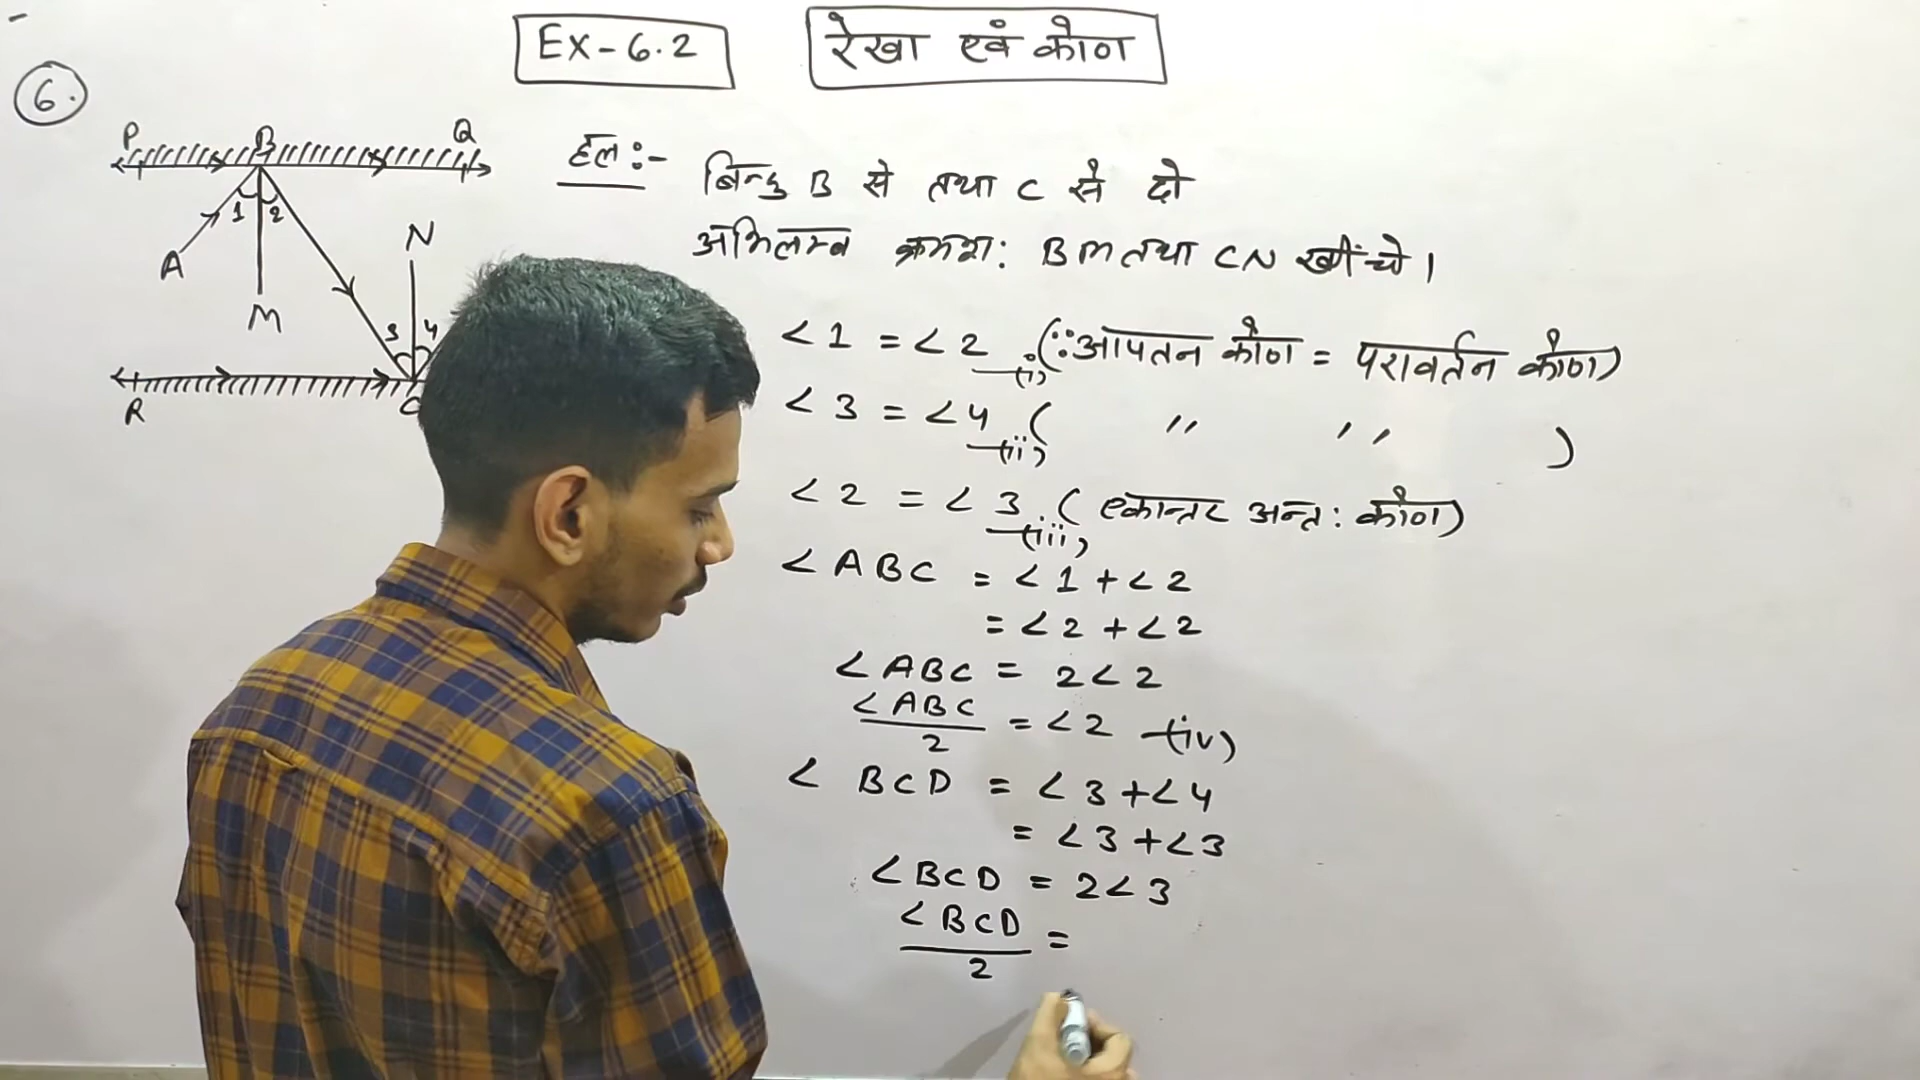 Ex-6.2
रेखा एवं कोण
6.
P B Q
हल :-
बिन्दु B से तथा C से दो
अभिलम्ब क्रमश: BM तथा CN खींचे।
1 2
A
M
N
3 4
R C
<1 = <2 —(i) (∵ आपतन कोण = परावर्तन कोण)
<3 = <4 —(ii) ( " " )
<2 = <3 —(iii) (एकान्तर अन्त: कोण)
<ABC = <1 + <2
= <2 + <2
<ABC = 2<2
<ABC/2 = <2 —(iv)
<BCD = <3 + <4
= <3 + <3
<BCD = 2<3
<BCD/2 =